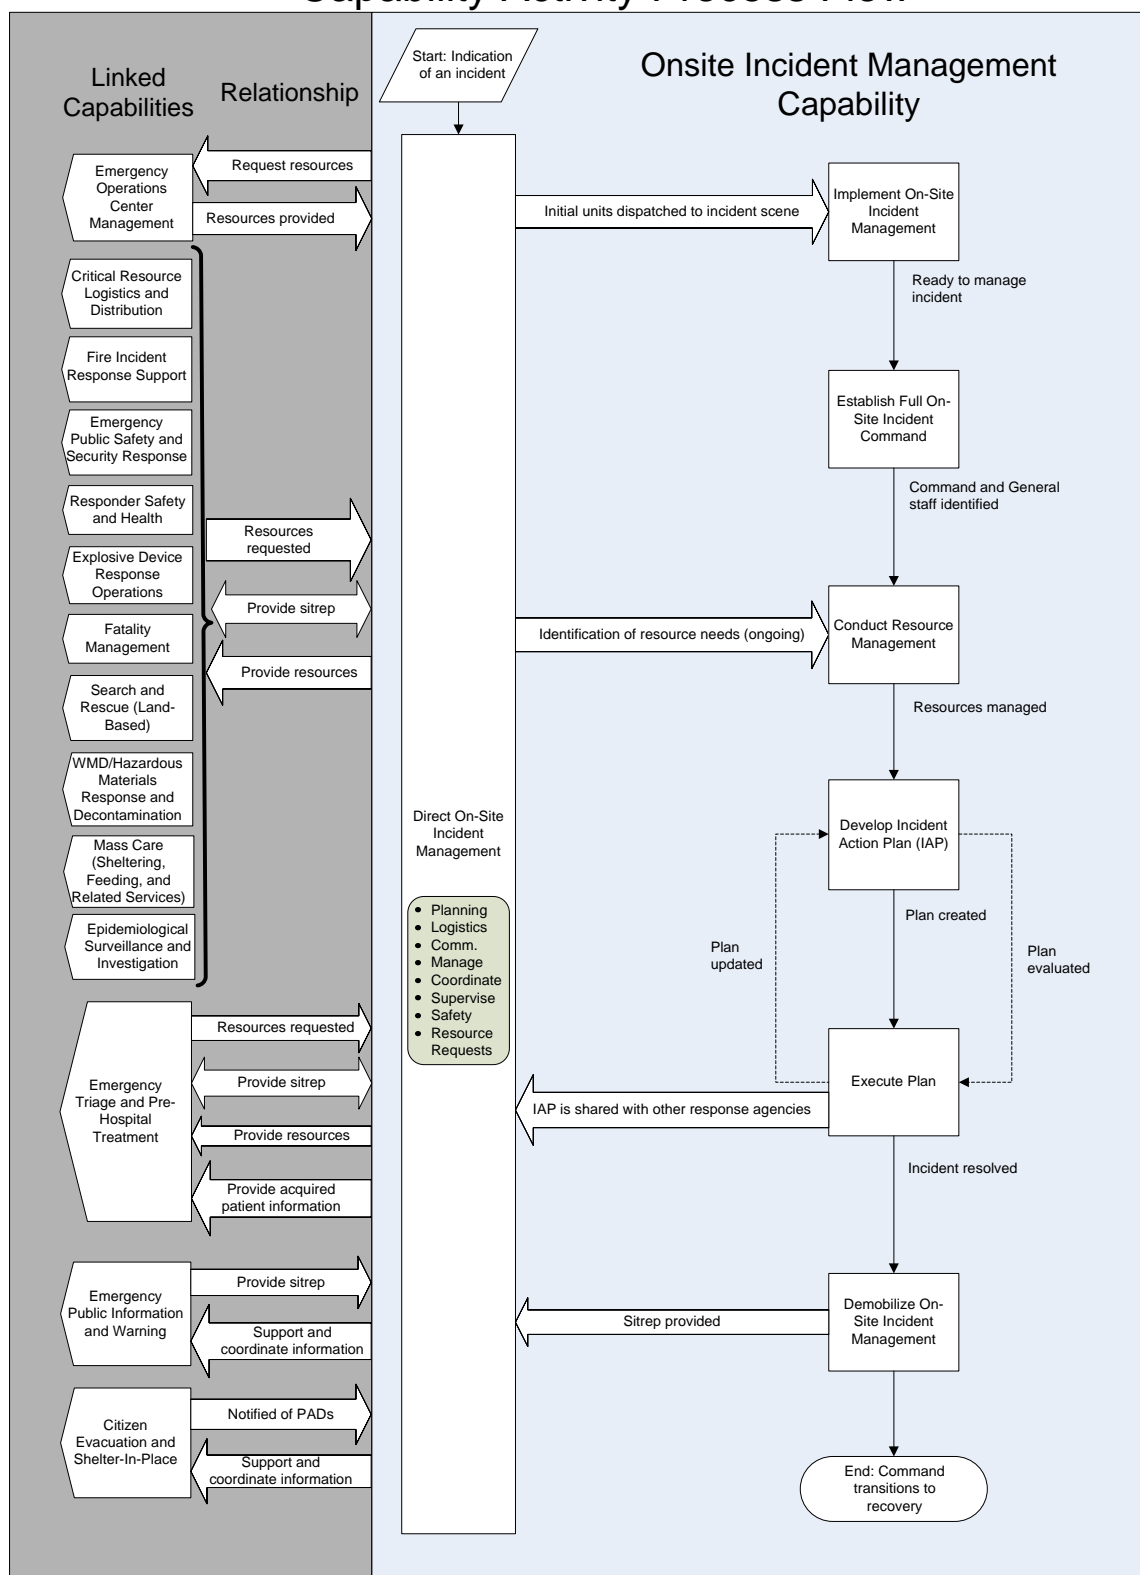 Capability Activity Process Flow
Linked
Capabilities
Relationship
Start: Indication
of an incident
Onsite Incident Management
Capability
Emergency
Operations
Center
Management
Request resources
Resources provided
Initial units dispatched to incident scene
Implement On-Site
Incident
Management
Ready to manage
incident
Critical Resource
Logistics and
Distribution
Fire Incident
Response Support
Emergency
Public Safety and
Security Response
Responder Safety
and Health
Explosive Device
Response
Operations
Fatality
Management
Search and
Rescue (Land-
Based)
WMD/Hazardous
Materials
Response and
Decontamination
Mass Care
(Sheltering,
Feeding, and
Related Services)
Epidemiological
Surveillance and
Investigation
Resources
requested
Provide sitrep
Provide resources
Establish Full On-
Site Incident
Command
Command and General
staff identified
Identification of resource needs (ongoing)
Conduct Resource
Management
Resources managed
Direct On-Site
Incident
Management
• Planning
• Logistics
• Comm.
• Manage
• Coordinate
• Supervise
• Safety
• Resource
Requests
Develop Incident
Action Plan (IAP)
Plan created
Plan
updated
Plan
evaluated
Execute Plan
IAP is shared with other response agencies
Incident resolved
Emergency
Triage and Pre-
Hospital
Treatment
Resources requested
Provide sitrep
Provide resources
Provide acquired
patient information
Emergency
Public Information
and Warning
Provide sitrep
Support and
coordinate information
Sitrep provided
Demobilize On-
Site Incident
Management
Citizen
Evacuation and
Shelter-In-Place
Notified of PADs
Support and
coordinate information
End: Command
transitions to
recovery